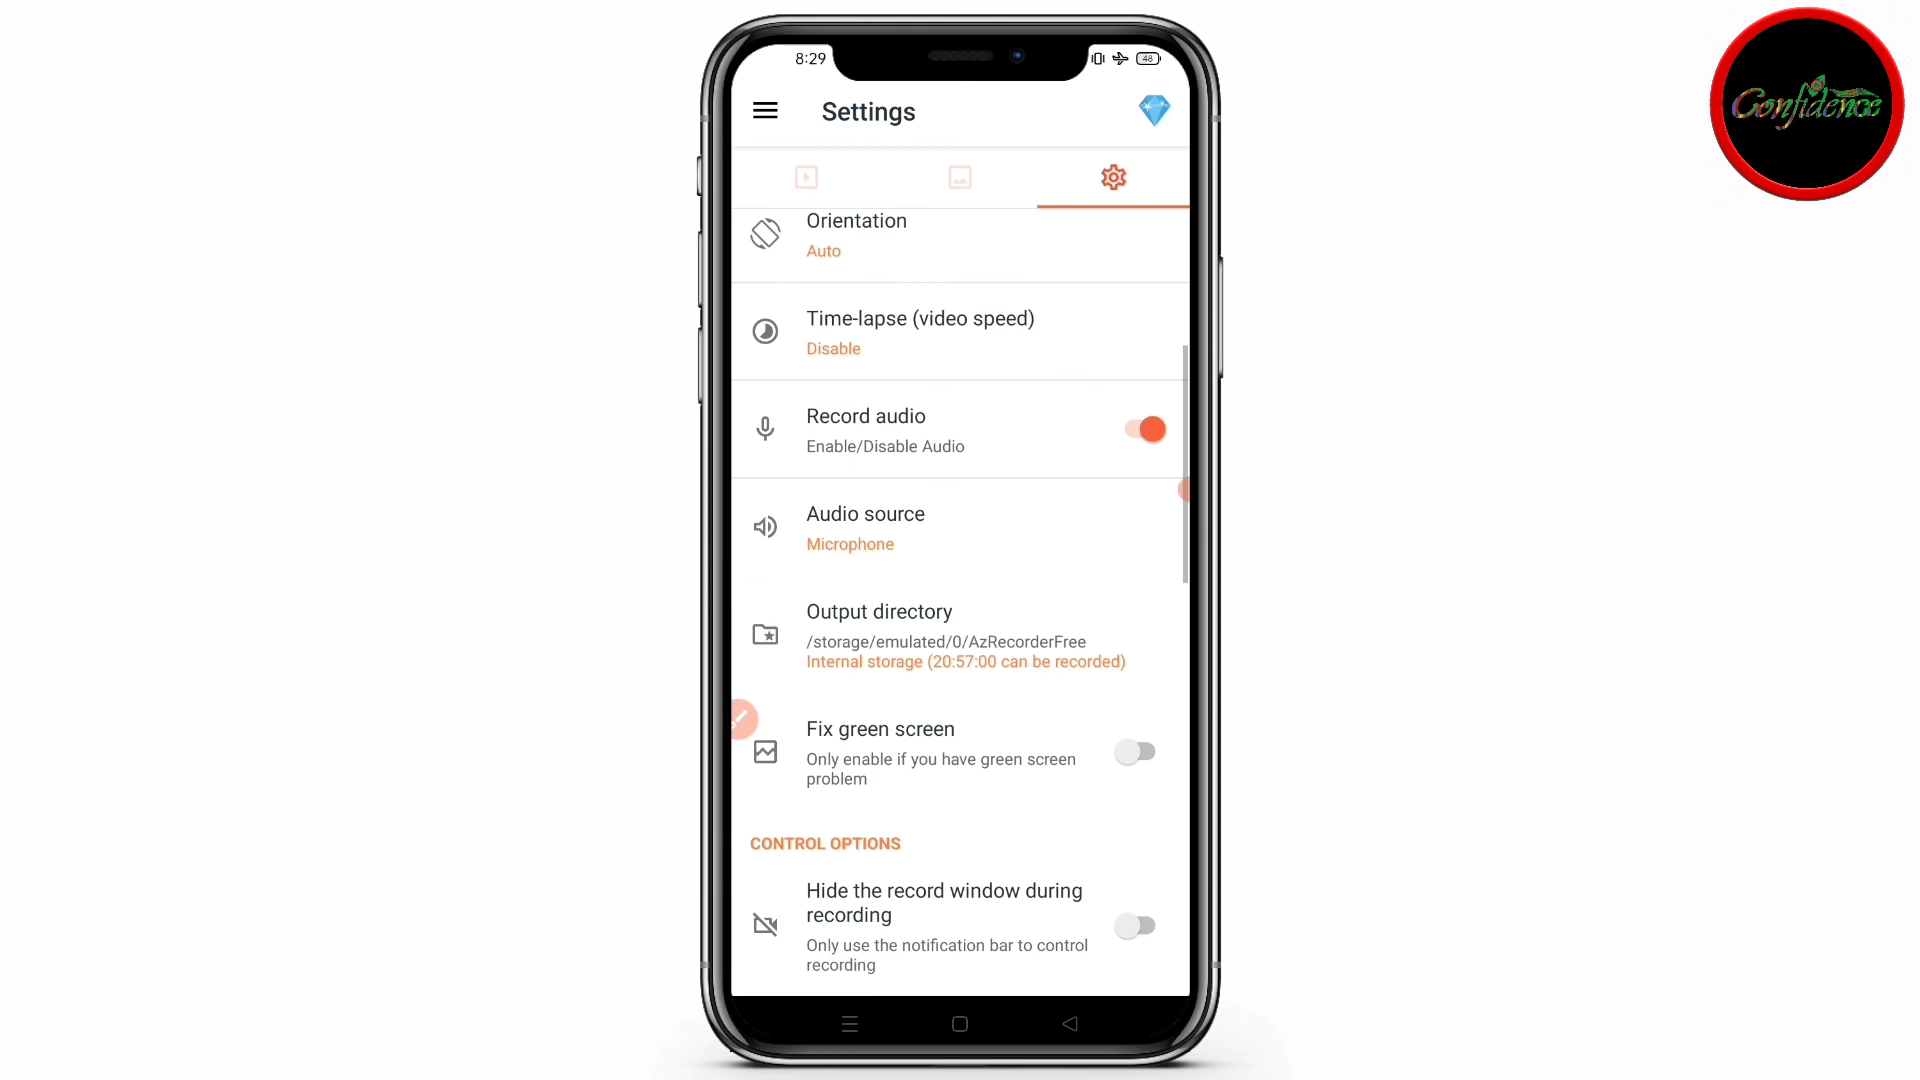 8:29
48
Settings
Confidence
Orientation
Auto
Time-lapse (video speed)
Disable
Record audio
Enable/Disable Audio
Audio source
Microphone
Output directory
/storage/emulated/0/AzRecorderFree
Internal storage (20:57:00 can be recorded)
Fix green screen
Only enable if you have green screen
problem
CONTROL OPTIONS
Hide the record window during
recording
Only use the notification bar to control
recording